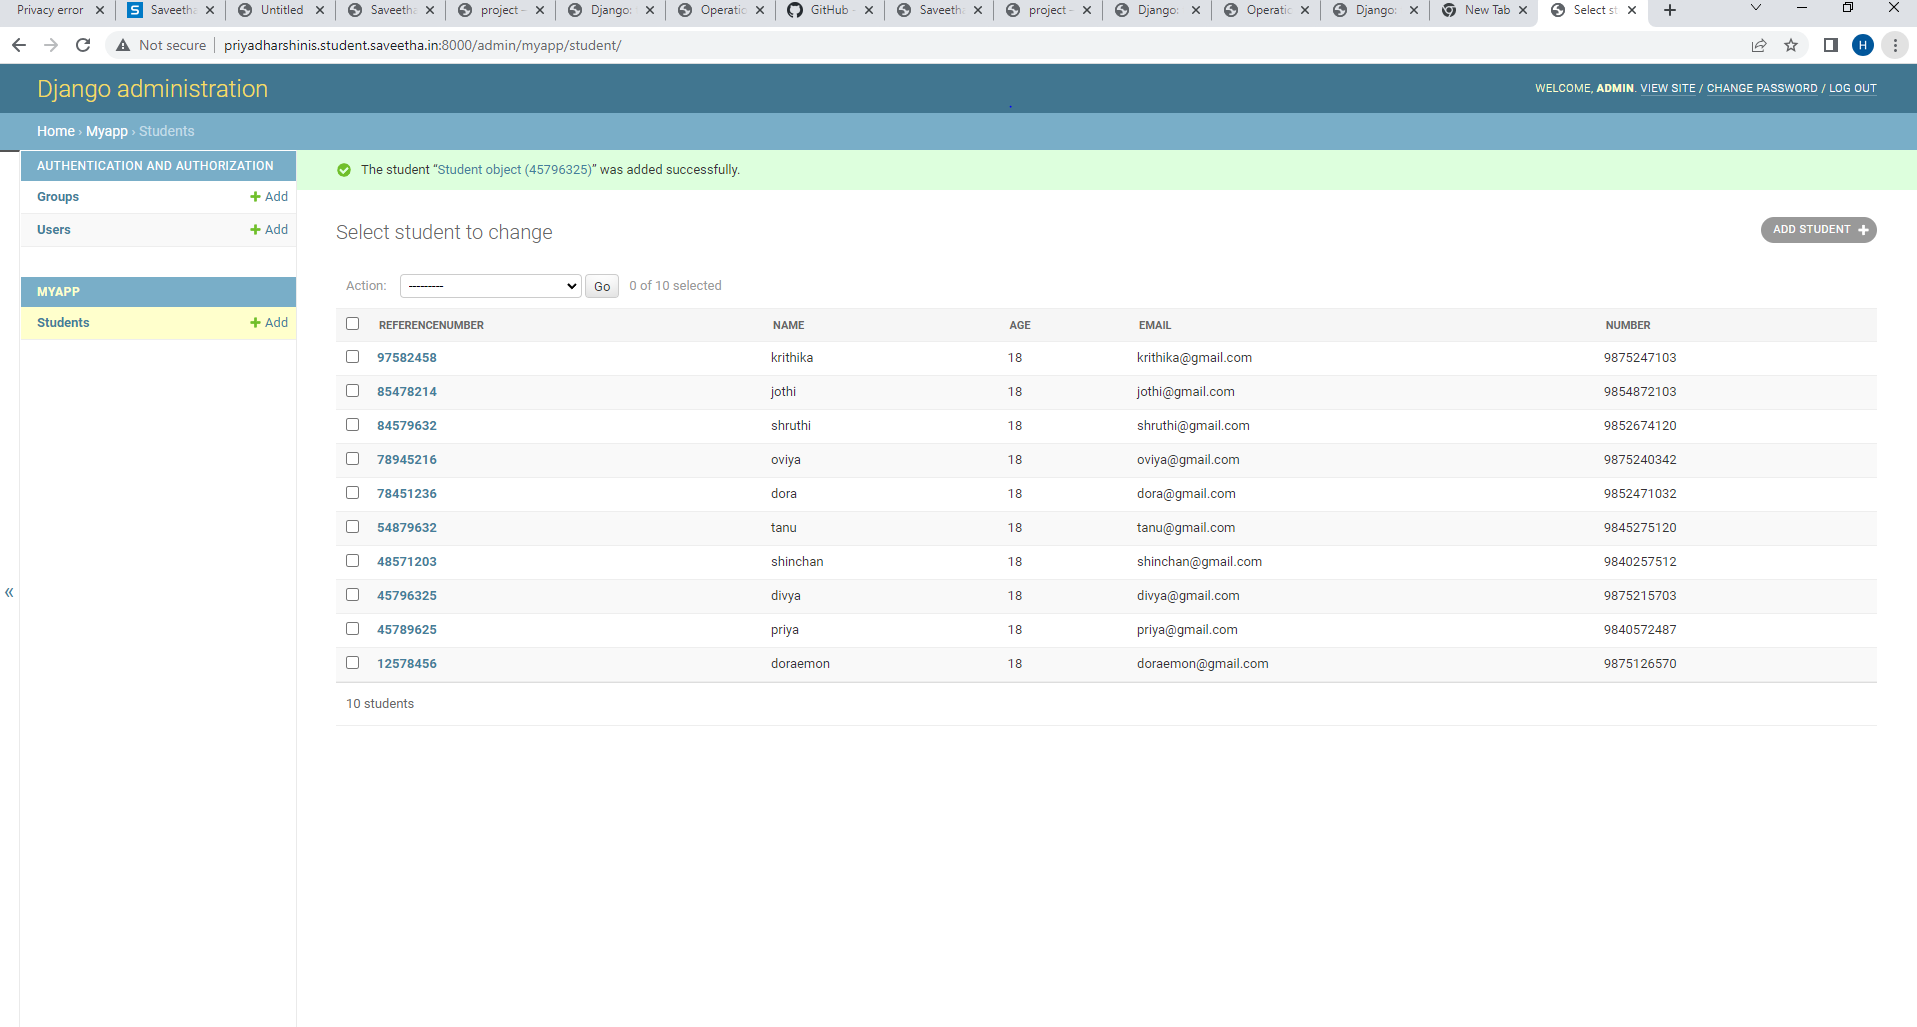 Privacy error Saveetha Untitled Saveetha project - Django: Operatio GitHub - Saveetha project - Django: Operatio Django: New Tab Select st
Not secure priyadharshinis.student.saveetha.in:8000/admin/myapp/student/ H
Django administration WELCOME, ADMIN. VIEW SITE / CHANGE PASSWORD / LOG OUT
Home › Myapp › Students
AUTHENTICATION AND AUTHORIZATION
Groups + Add
Users + Add
MYAPP
Students + Add
«
The student “Student object (45796325)” was added successfully.
Select student to change ADD STUDENT +
Action: --------- Go 0 of 10 selected
REFERENCENUMBER NAME AGE EMAIL NUMBER
97582458 krithika 18 krithika@gmail.com 9875247103
85478214 jothi 18 jothi@gmail.com 9854872103
84579632 shruthi 18 shruthi@gmail.com 9852674120
78945216 oviya 18 oviya@gmail.com 9875240342
78451236 dora 18 dora@gmail.com 9852471032
54879632 tanu 18 tanu@gmail.com 9845275120
48571203 shinchan 18 shinchan@gmail.com 9840257512
45796325 divya 18 divya@gmail.com 9875215703
45789625 priya 18 priya@gmail.com 9840572487
12578456 doraemon 18 doraemon@gmail.com 9875126570
10 students